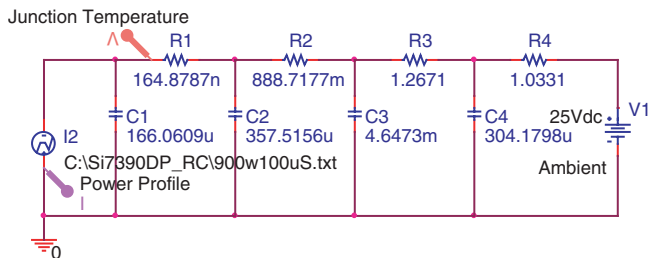 Junction Temperature
V
R1
R2
R3
R4
164.8787n
888.7177m
1.2671
1.0331
C1
C2
C3
C4
25Vdc
V1
166.0609u
357.5156u
4.6473m
304.1798u
I2
C:\Si7390DP_RC\900w100uS.txt
Power Profile
Ambient
I
0